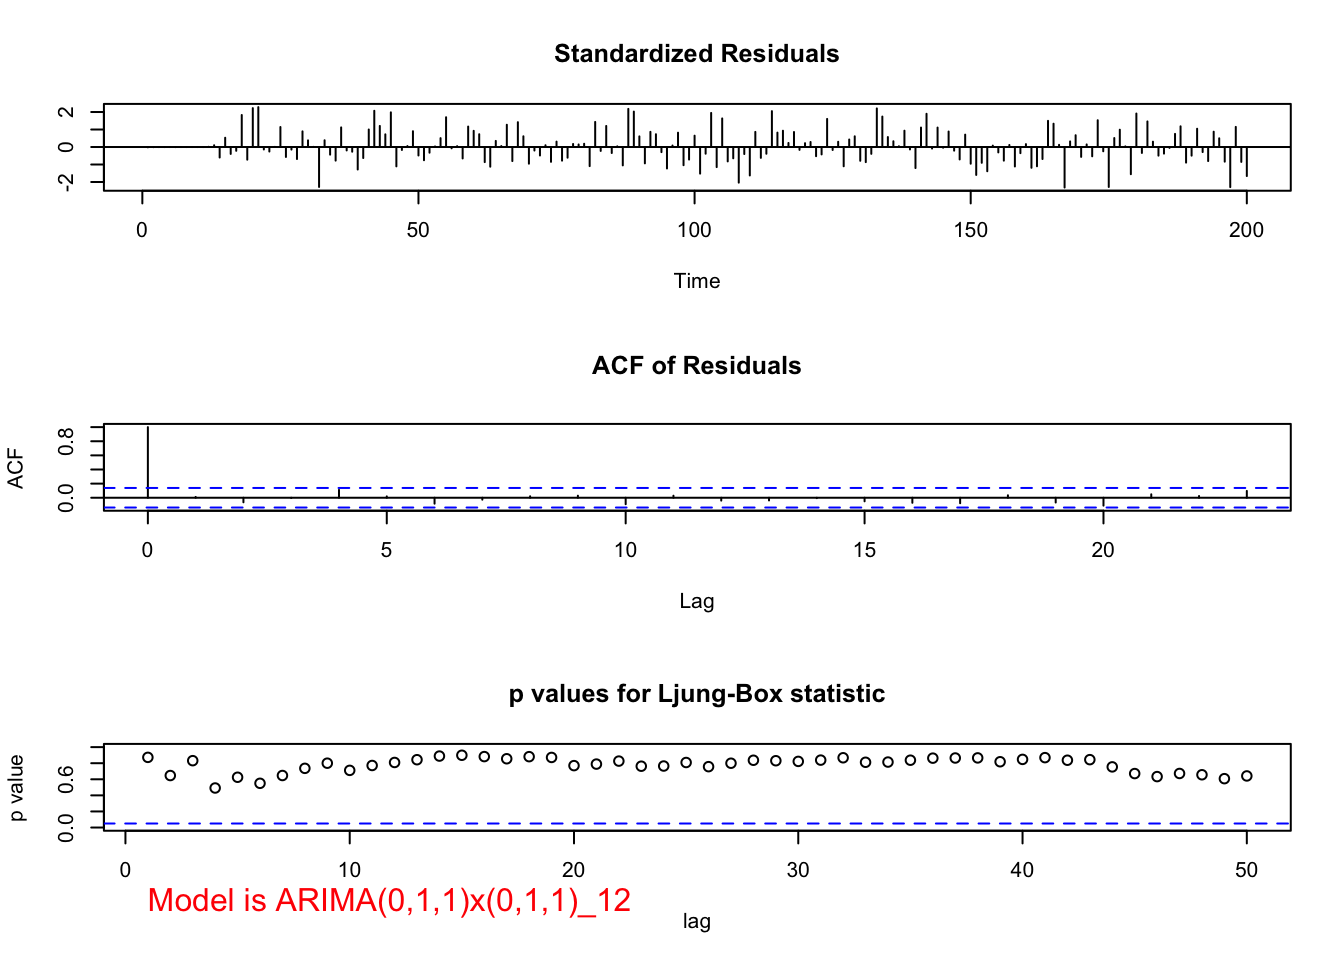 Standardized Residuals
2
0
-2
0 50 100 150 200
Time
ACF of Residuals
ACF
0.8
0.0
0 5 10 15 20
Lag
p values for Ljung-Box statistic
p value
0.6
0.0
0 10 20 30 40 50
Model is ARIMA(0,1,1)x(0,1,1)_12
lag